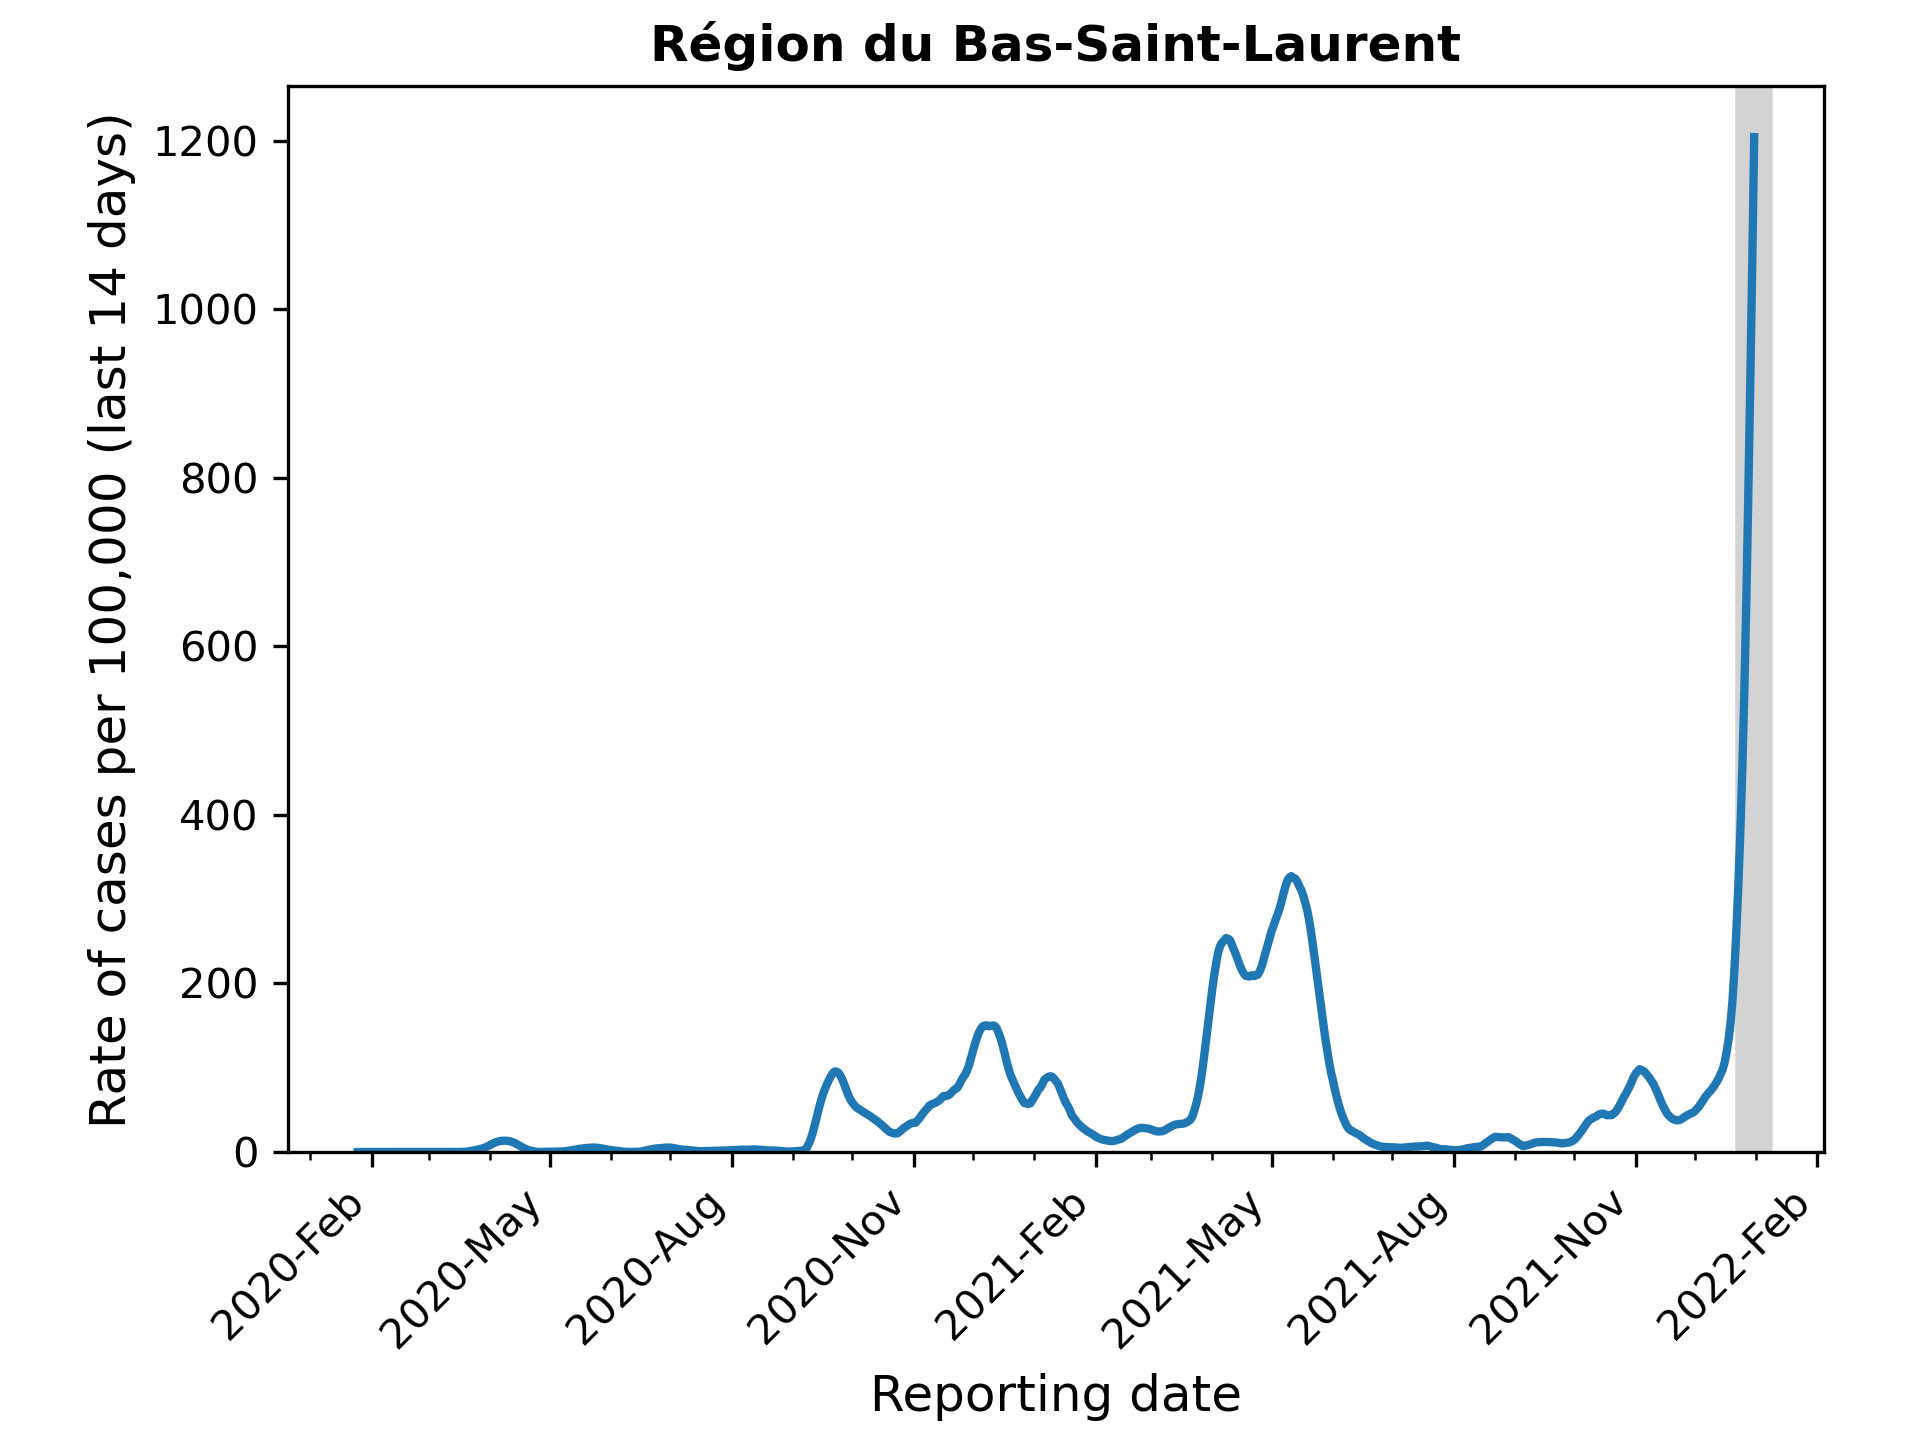 Région du Bas-Saint-Laurent
Rate of cases per 100,000 (last 14 days)
1200
1000
800
600
400
200
0
2020-Feb
2020-May
2020-Aug
2020-Nov
2021-Feb
2021-May
2021-Aug
2021-Nov
2022-Feb
Reporting date